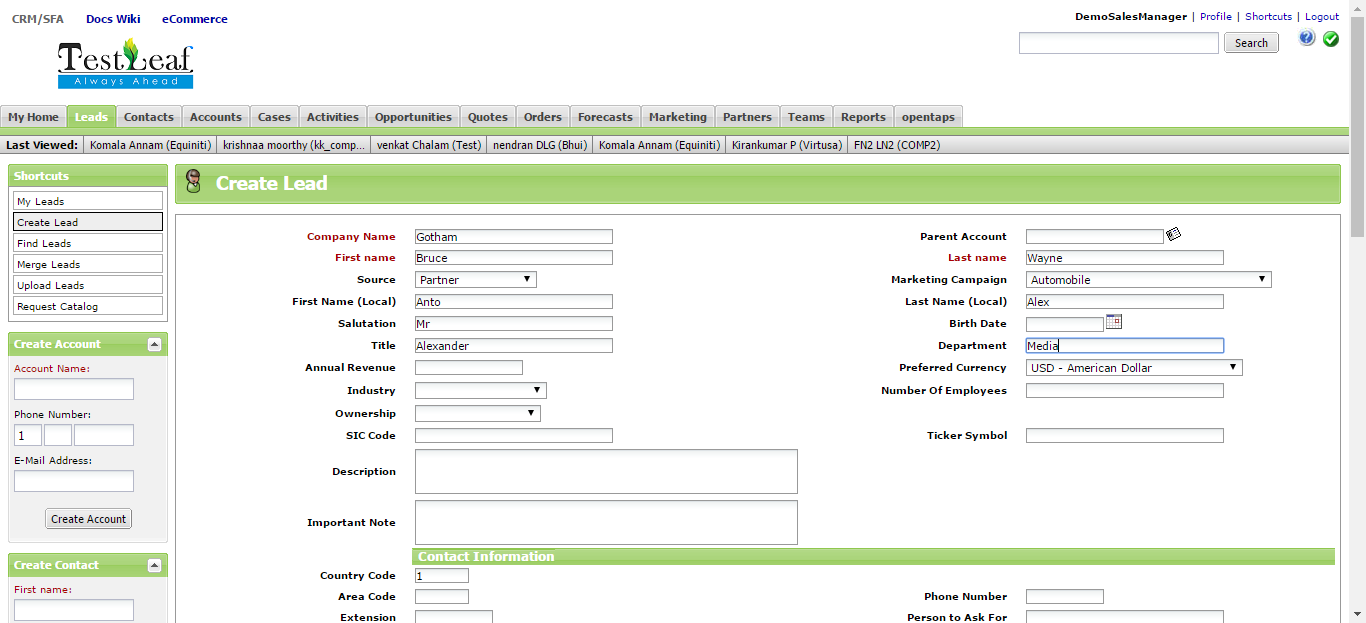 CRM/SFA Docs Wiki eCommerce
DemoSalesManager | Profile | Shortcuts | Logout
TestLeaf
Always Ahead
Search
My Home Leads Contacts Accounts Cases Activities Opportunities Quotes Orders Forecasts Marketing Partners Teams Reports opentaps
Last Viewed: Komala Annam (Equiniti) krishnaa moorthy (kk_comp... venkat Chalam (Test) nendran DLG (Bhui) Komala Annam (Equiniti) Kirankumar P (Virtusa) FN2 LN2 (COMP2)
Shortcuts
My Leads
Create Lead
Find Leads
Merge Leads
Upload Leads
Request Catalog
Create Account
Account Name:
Phone Number:
1
E-Mail Address:
Create Account
Create Contact
First name:
Create Lead
Company Name Gotham Parent Account
First name Bruce Last name Wayne
Source Partner Marketing Campaign Automobile
First Name (Local) Anto Last Name (Local) Alex
Salutation Mr Birth Date
Title Alexander Department Media
Annual Revenue Preferred Currency USD - American Dollar
Industry Number Of Employees
Ownership
SIC Code Ticker Symbol
Description
Important Note
Contact Information
Country Code 1
Area Code Phone Number
Extension Person to Ask For